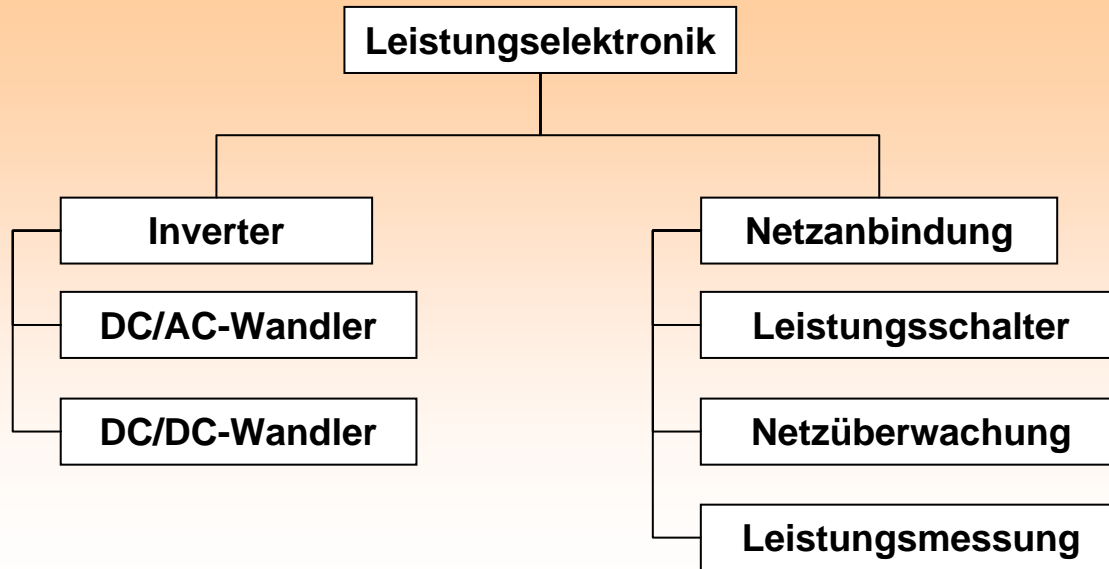 Leistungselektronik
Inverter
DC/AC-Wandler
DC/DC-Wandler
Netzanbindung
Leistungsschalter
Netzüberwachung
Leistungsmessung